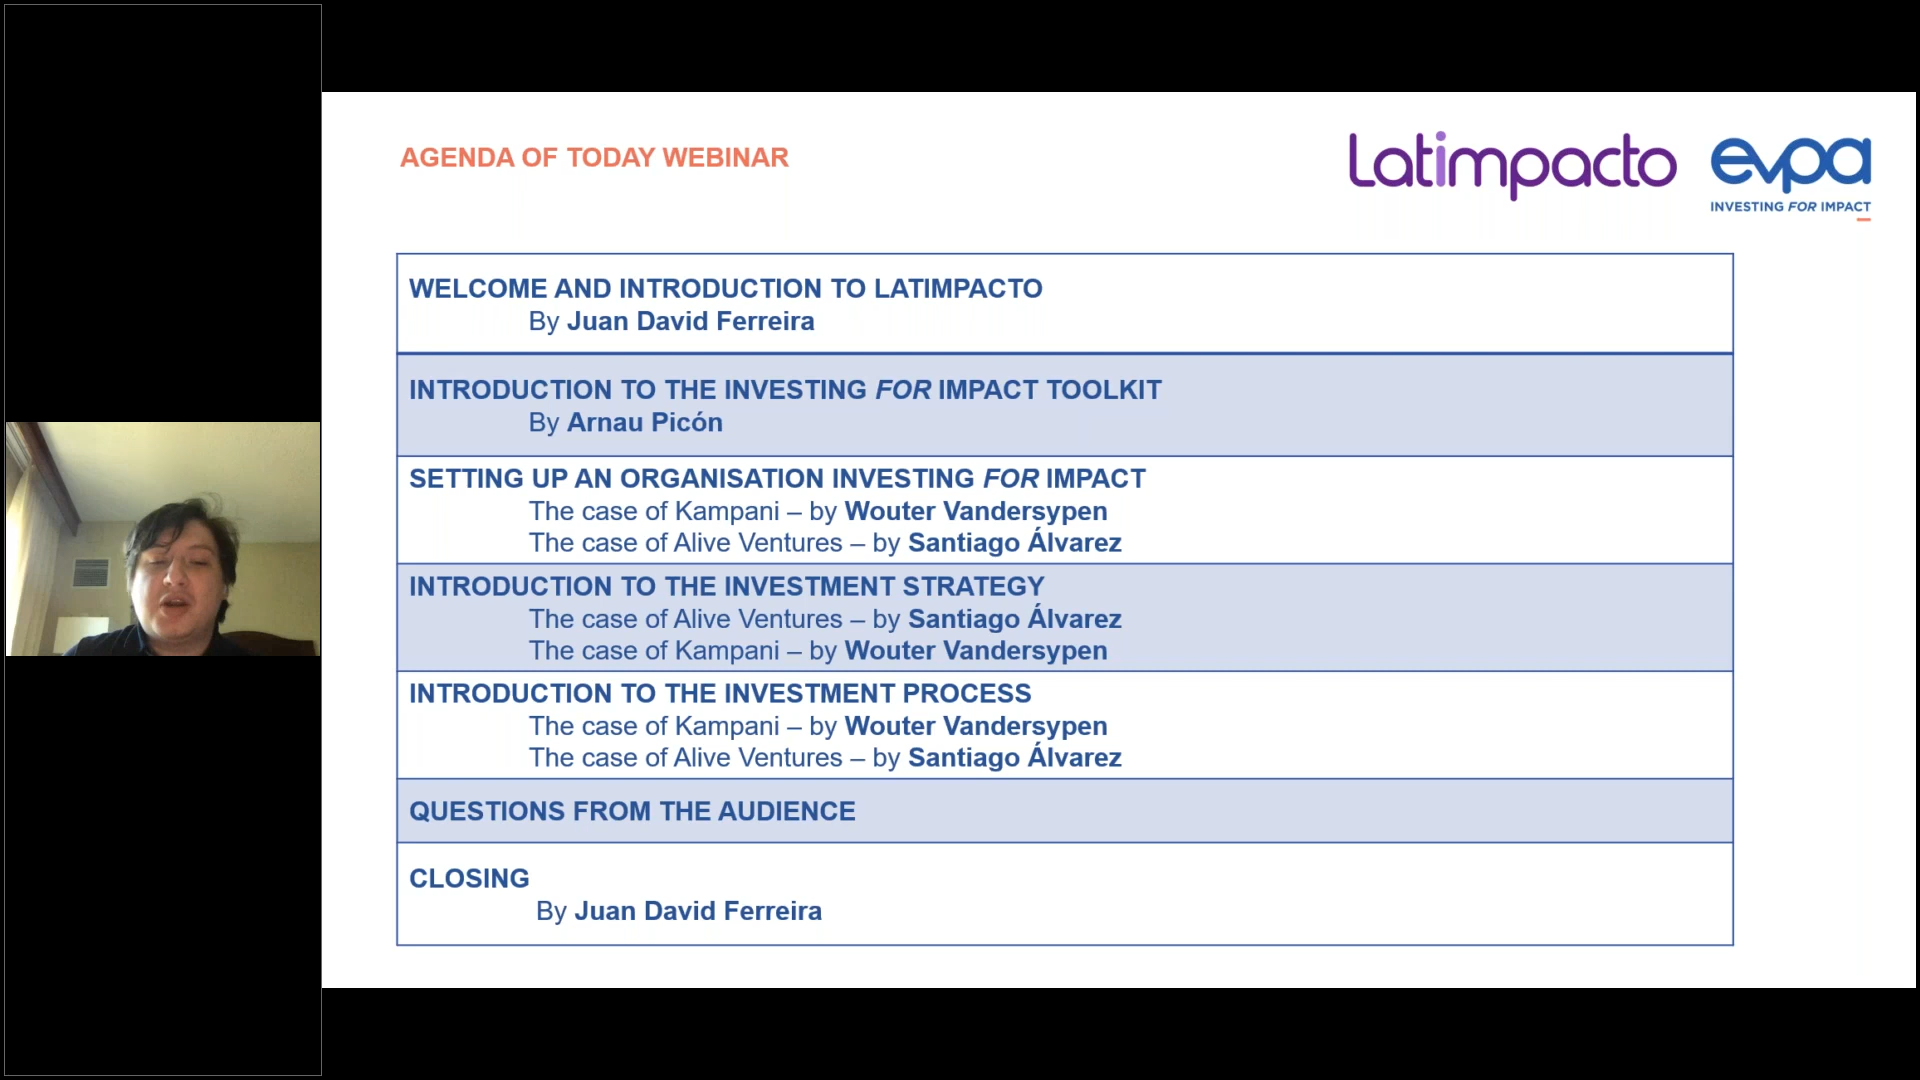 AGENDA OF TODAY WEBINAR
Latimpacto
evpa
INVESTING FOR IMPACT
WELCOME AND INTRODUCTION TO LATIMPACTO
By Juan David Ferreira
INTRODUCTION TO THE INVESTING FOR IMPACT TOOLKIT
By Arnau Picón
SETTING UP AN ORGANISATION INVESTING FOR IMPACT
The case of Kampani – by Wouter Vandersypen
The case of Alive Ventures – by Santiago Álvarez
INTRODUCTION TO THE INVESTMENT STRATEGY
The case of Alive Ventures – by Santiago Álvarez
The case of Kampani – by Wouter Vandersypen
INTRODUCTION TO THE INVESTMENT PROCESS
The case of Kampani – by Wouter Vandersypen
The case of Alive Ventures – by Santiago Álvarez
QUESTIONS FROM THE AUDIENCE
CLOSING
By Juan David Ferreira